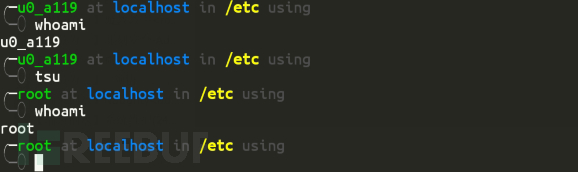 u0_a119 at localhost in /etc using
whoami
u0_a119
u0_a119 at localhost in /etc using
tsu
root at localhost in /etc using
whoami
root
root at localhost in /etc using
REEBUF